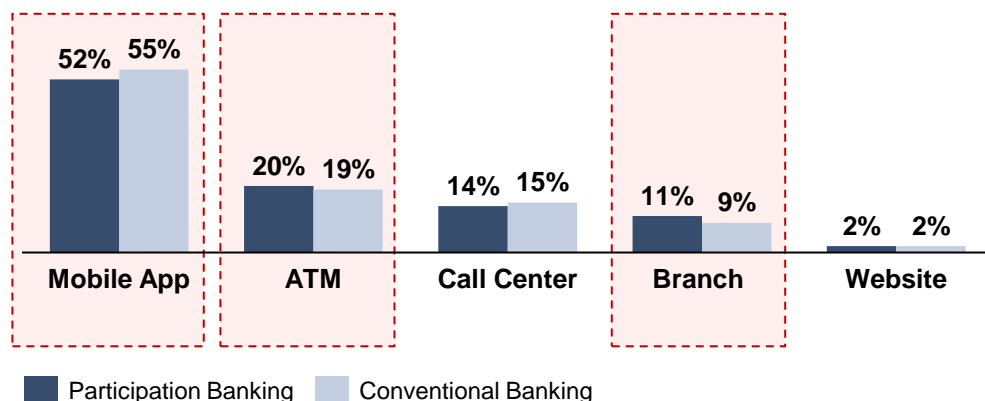 52% 55%
20% 19%
14% 15%
11% 9%
2% 2%
Mobile App ATM Call Center Branch Website
Participation Banking Conventional Banking